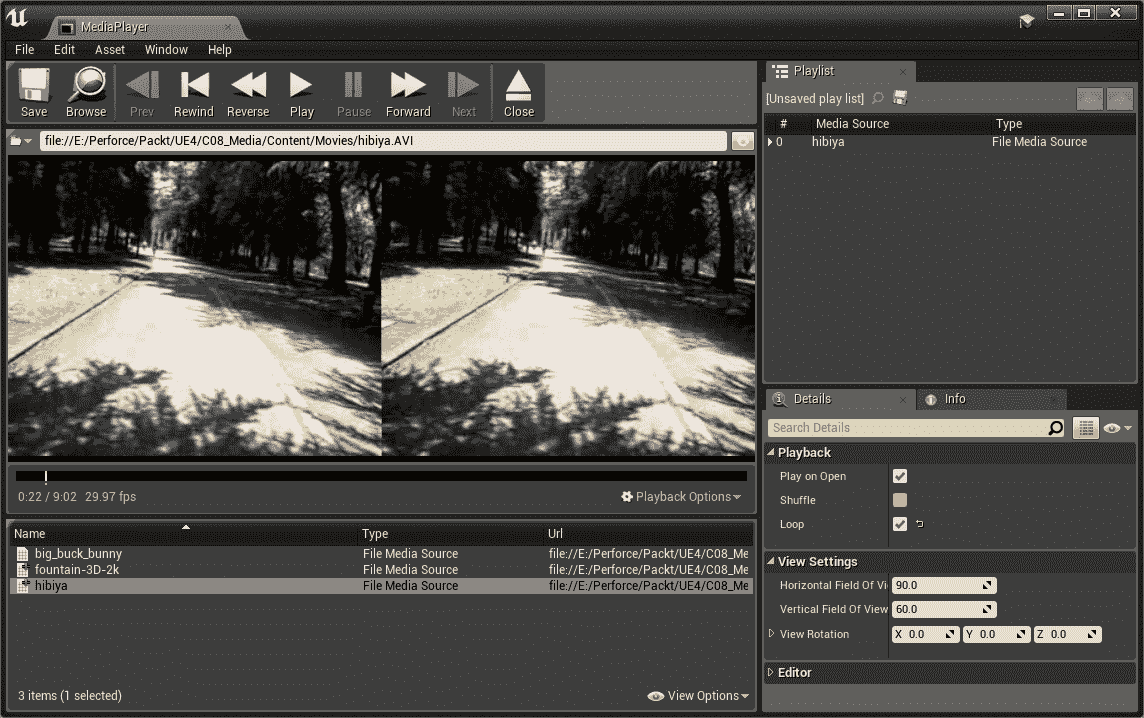 MediaPlayer
File Edit Asset Window Help
Save Browse Prev Rewind Reverse Play Pause Forward Next Close
file://E:/Perforce/Packt/UE4/C08_Media/Content/Movies/hibiya.AVI
0:22 / 9:02 29.97 fps
Playback Options
Name Type Url
big_buck_bunny File Media Source file://E:/Perforce/Packt/UE4/C08_Me
fountain-3D-2k File Media Source file://E:/Perforce/Packt/UE4/C08_Me
hibiya File Media Source file://E:/Perforce/Packt/UE4/C08_Me
3 items (1 selected)
View Options
Playlist
[Unsaved play list]
# Media Source Type
0 hibiya File Media Source
Details Info
Search Details
Playback
Play on Open
Shuffle
Loop
View Settings
Horizontal Field Of Vi 90.0
Vertical Field Of View 60.0
View Rotation X 0.0 Y 0.0 Z 0.0
Editor